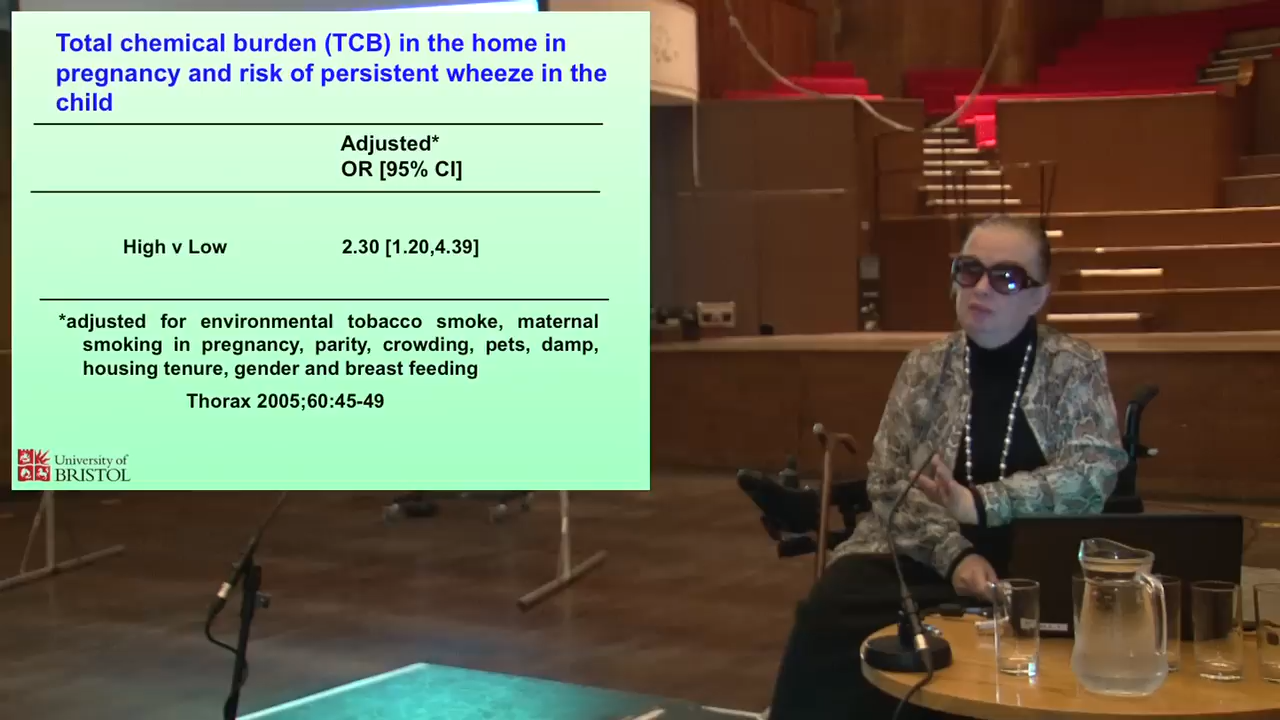 Total chemical burden (TCB) in the home in
pregnancy and risk of persistent wheeze in the
child
Adjusted*
OR [95% CI]
High v Low 2.30 [1.20,4.39]
*adjusted for environmental tobacco smoke, maternal
smoking in pregnancy, parity, crowding, pets, damp,
housing tenure, gender and breast feeding
Thorax 2005;60:45-49
University of
BRISTOL